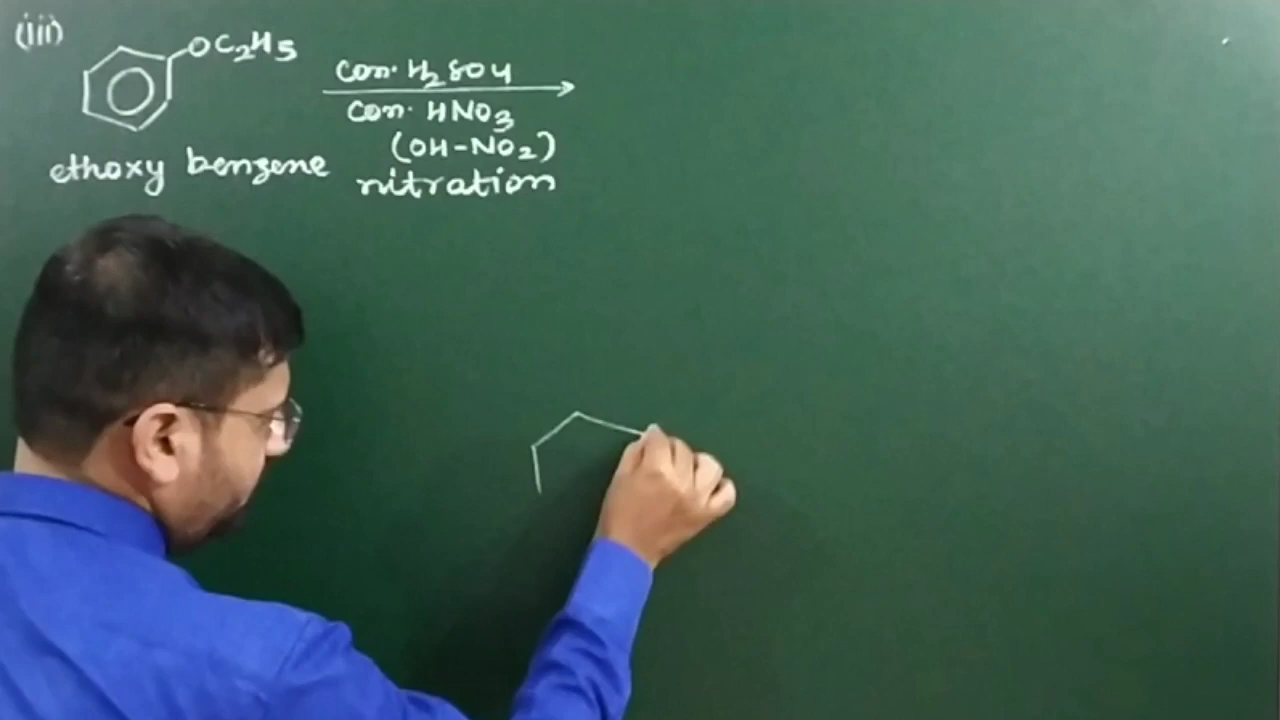 (iii)
OC2H5
Con. H2SO4
Con. HNO3
(OH-NO2)
ethoxy benzene
nitration